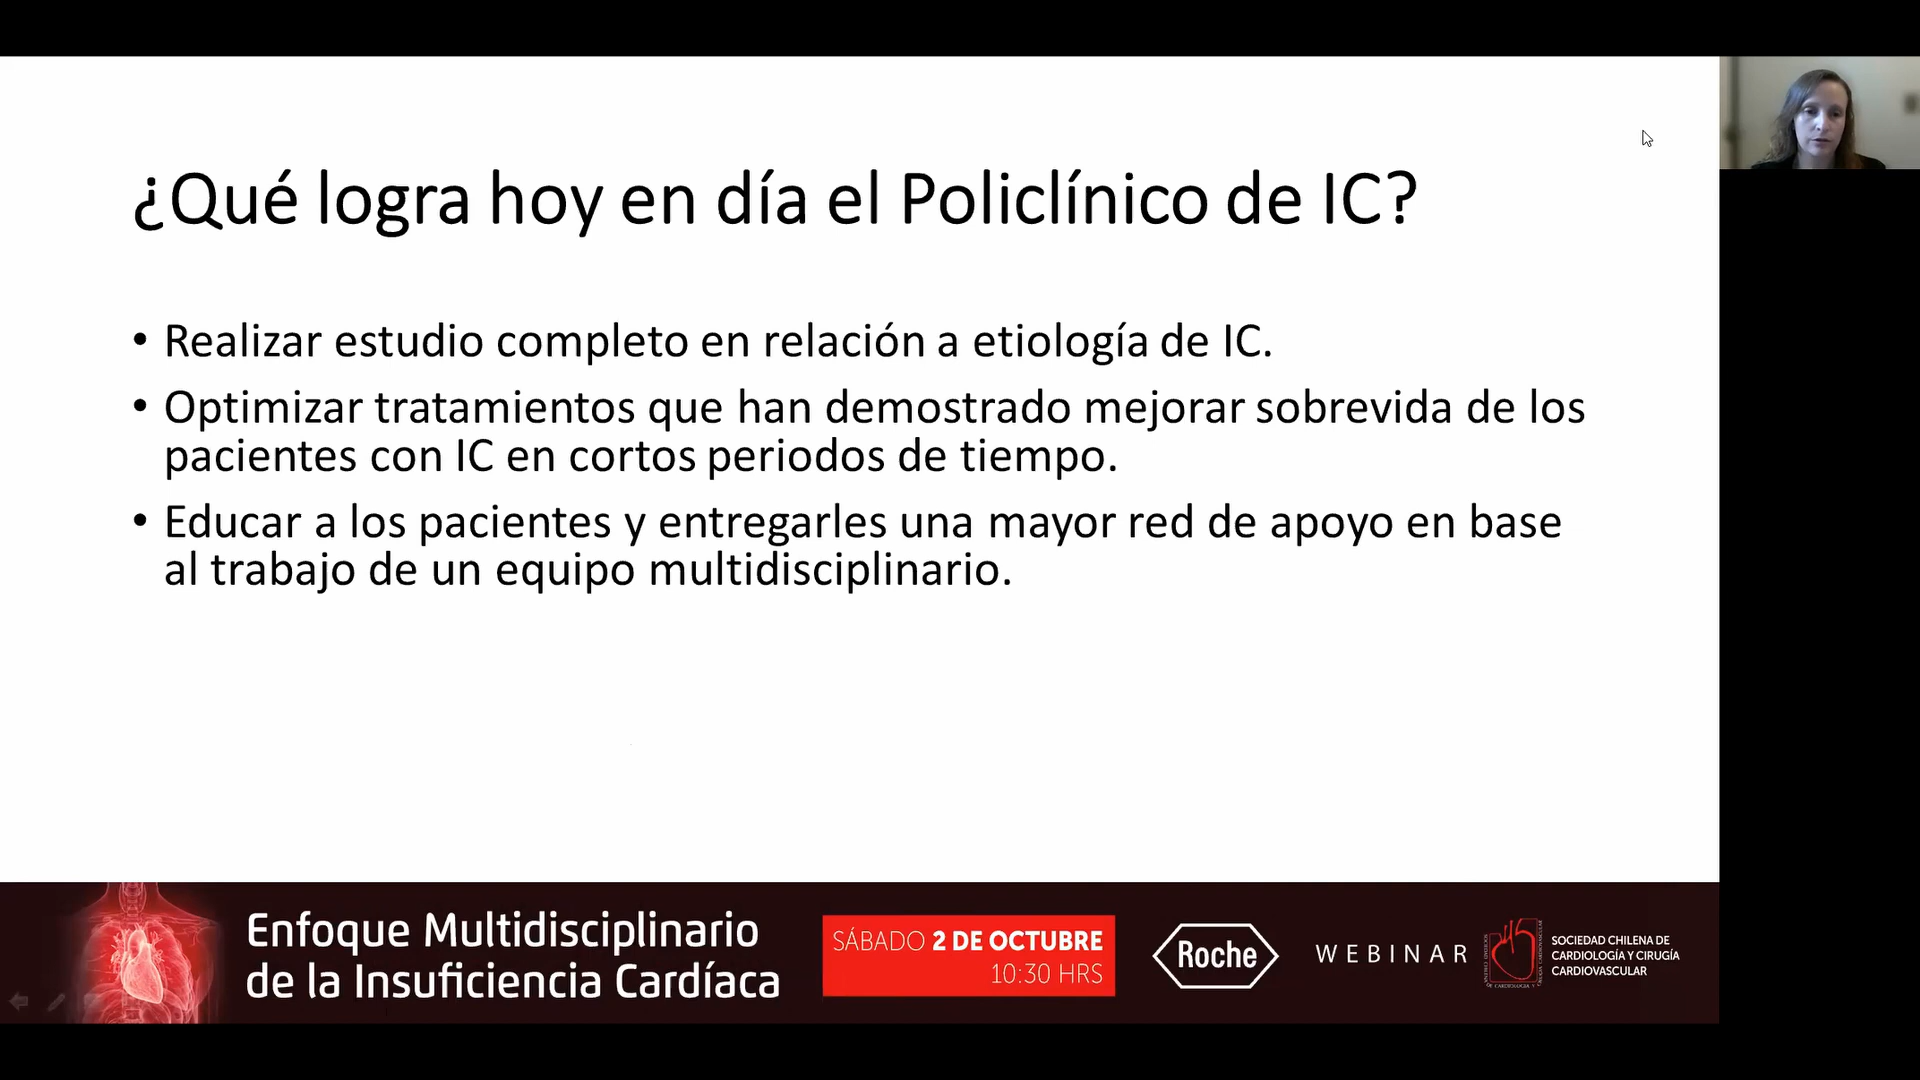 ¿Qué logra hoy en día el Policlínico de IC?
• Realizar estudio completo en relación a etiología de IC.
• Optimizar tratamientos que han demostrado mejorar sobrevida de los
pacientes con IC en cortos periodos de tiempo.
• Educar a los pacientes y entregarles una mayor red de apoyo en base
al trabajo de un equipo multidisciplinario.
Enfoque Multidisciplinario
de la Insuficiencia Cardíaca
SÁBADO 2 DE OCTUBRE
10:30 HRS
Roche
WEBINAR
SOCIEDAD CHILENA DE
CARDIOLOGÍA Y CIRUGÍA
CARDIOVASCULAR